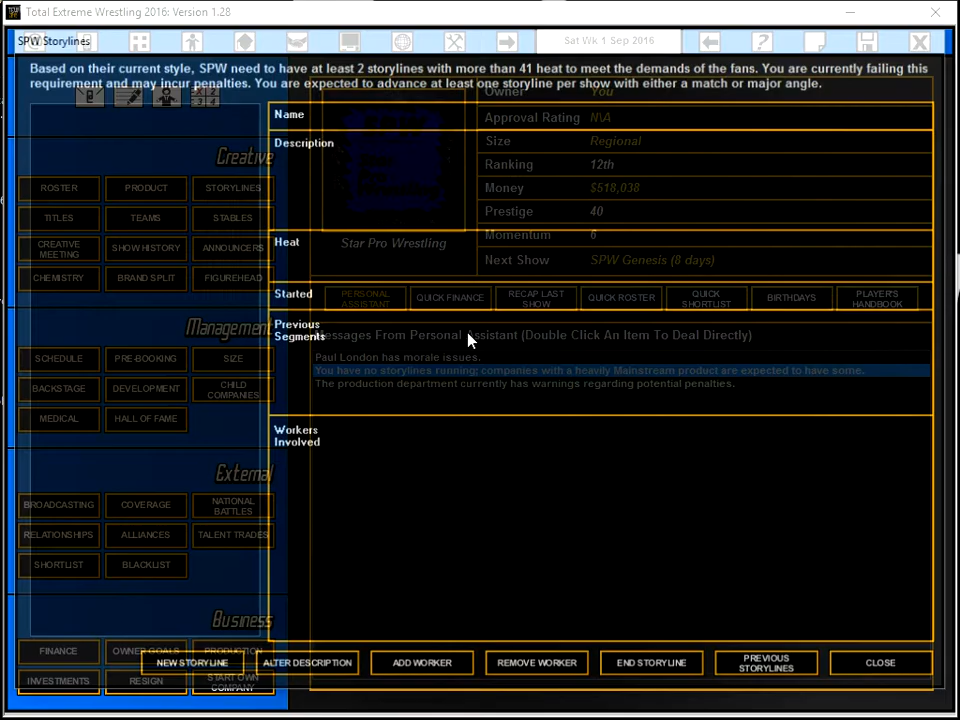 Total Extreme Wrestling 2016: Version 1.28
SPW Storylines
Sat Wk 1 Sep 2016
Based on their current style, SPW need to have at least 2 storylines with more than 41 heat to meet the demands of the fans. You are currently failing this
requirement and may incur penalties. You are expected to advance at least one storyline per show with either a match or major angle.
Owner You
Name
Approval Rating N\A
Description
Size Regional
Ranking 12th
Money $518,038
Prestige 40
Momentum 6
Heat
Star Pro Wrestling
Next Show SPW Genesis (8 days)
Creative
ROSTER PRODUCT STORYLINES
TITLES TEAMS STABLES
CREATIVE MEETING SHOW HISTORY ANNOUNCERS
CHEMISTRY BRAND SPLIT FIGUREHEAD
Started
PERSONAL ASSISTANT QUICK FINANCE RECAP LAST SHOW QUICK ROSTER QUICK SHORTLIST BIRTHDAYS PLAYER'S HANDBOOK
Previous
Segments
Messages From Personal Assistant (Double Click An Item To Deal Directly)
Paul London has morale issues.
You have no storylines running; companies with a heavily Mainstream product are expected to have some.
The production department currently has warnings regarding potential penalties.
Management
SCHEDULE PRE-BOOKING SIZE
BACKSTAGE DEVELOPMENT CHILD COMPANIES
MEDICAL HALL OF FAME
Workers
Involved
External
BROADCASTING COVERAGE NATIONAL BATTLES
RELATIONSHIPS ALLIANCES TALENT TRADES
SHORTLIST BLACKLIST
Business
FINANCE OWNER GOALS PRODUCTION
INVESTMENTS RESIGN START OWN COMPANY
NEW STORYLINE ALTER DESCRIPTION ADD WORKER REMOVE WORKER END STORYLINE PREVIOUS STORYLINES CLOSE